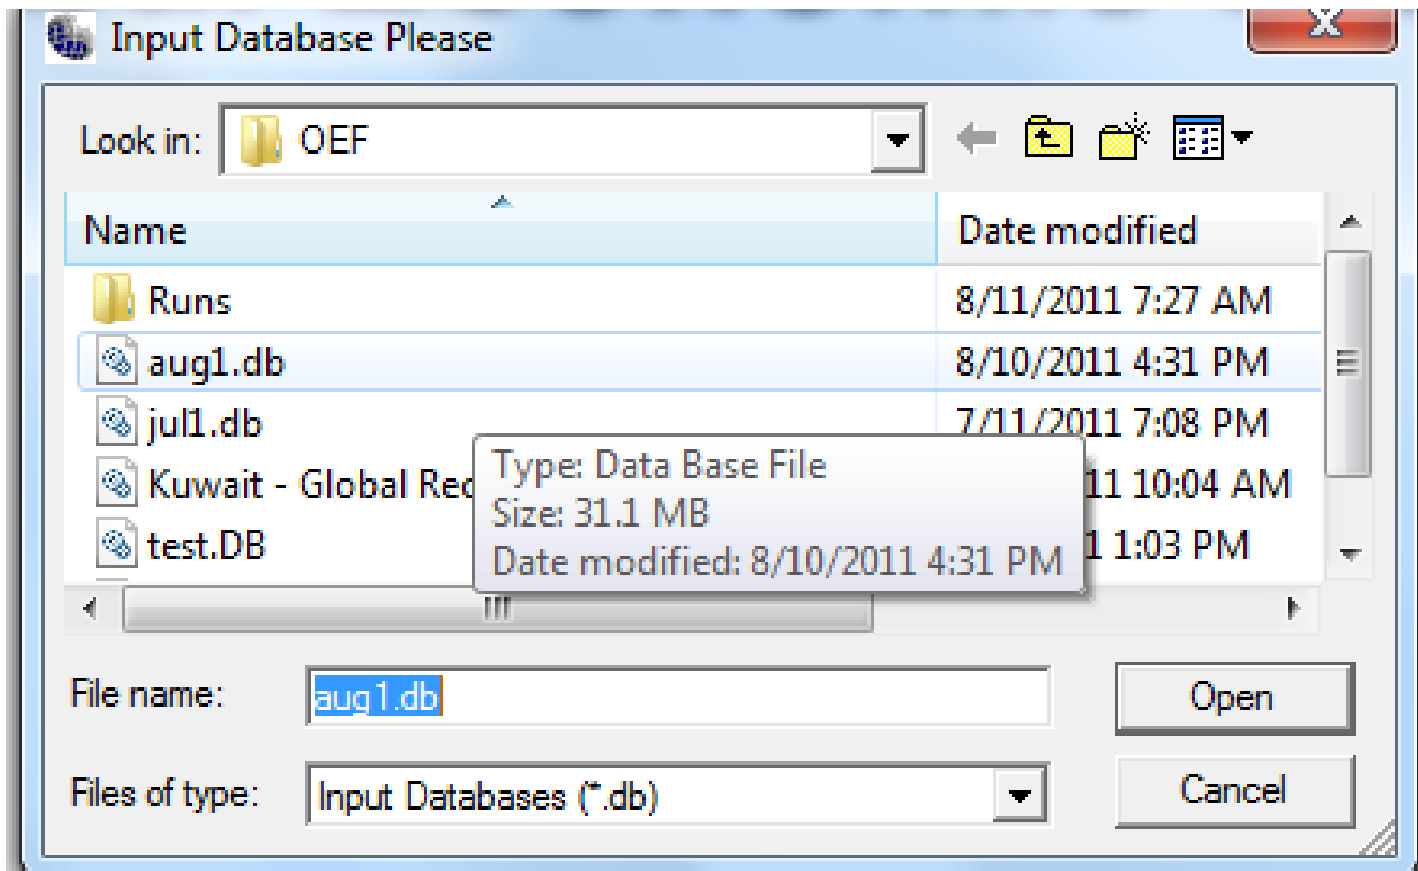 Input Database Please
Look in: OEF
Name Date modified
Runs 8/11/2011 7:27 AM
aug1.db 8/10/2011 4:31 PM
jul1.db 7/11/2011 7:08 PM
Kuwait - Global Rec 11 10:04 AM
test.DB 1 1:03 PM
Type: Data Base File
Size: 31.1 MB
Date modified: 8/10/2011 4:31 PM
File name: aug1.db Open
Files of type: Input Databases (*.db) Cancel